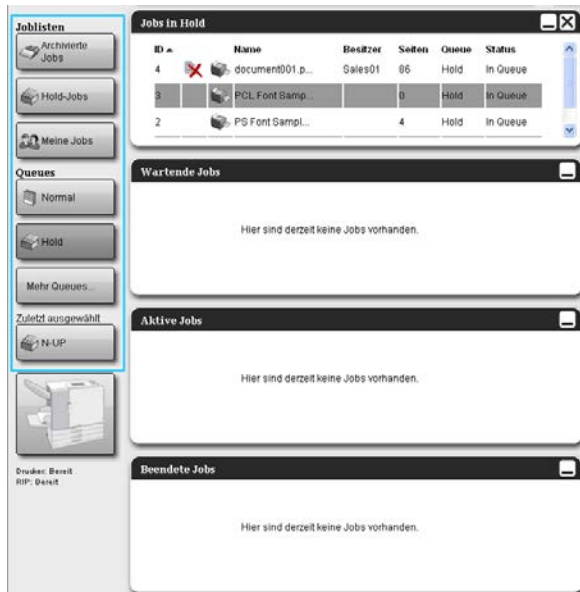 Joblisten
Archivierte
Jobs
Hold-Jobs
Meine Jobs
Queues
Normal
Hold
Mehr Queues...
Zuletzt ausgewählt
N-UP
Drucker: Bereit
RIP: Bereit
Jobs in Hold
ID Name Besitzer Seiten Queue Status
4 document001.p... Sales01 86 Hold In Queue
3 PCL Font Samp... 0 Hold In Queue
2 PS Font Sampl... 4 Hold In Queue
Wartende Jobs
Hier sind derzeit keine Jobs vorhanden.
Aktive Jobs
Hier sind derzeit keine Jobs vorhanden.
Beendete Jobs
Hier sind derzeit keine Jobs vorhanden.